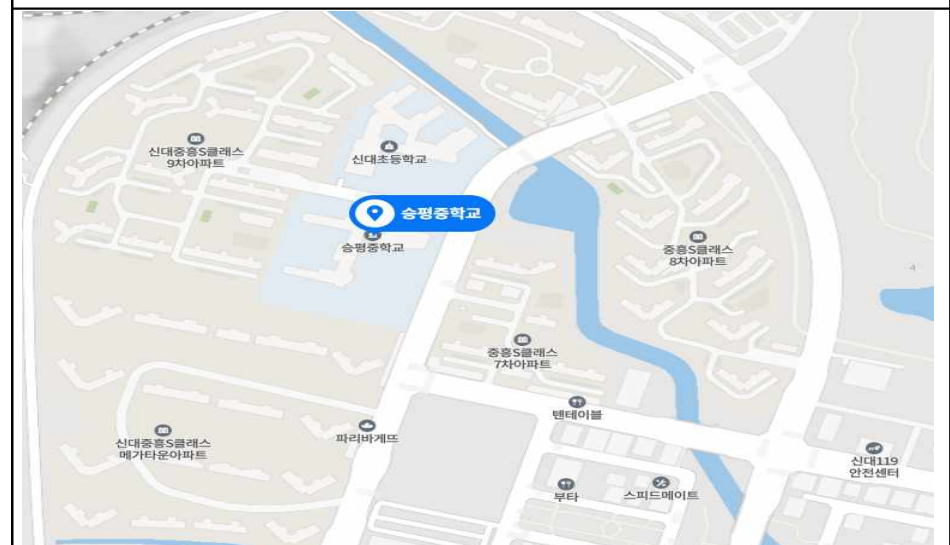 신대중흥S클래스
9차아파트
신대초등학교
승평중학교
승평중학교
중흥S클래스
8차아파트
4
중흥S클래스
7차아파트
텐테이블
파리바게뜨
신대중흥S클래스
메가타운아파트
신대119
안전센터
부타
스피드메이트